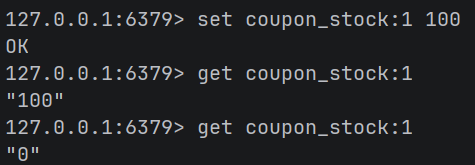 127.0.0.1:6379> set coupon_stock:1 100
OK
127.0.0.1:6379> get coupon_stock:1
"100"
127.0.0.1:6379> get coupon_stock:1
"0"